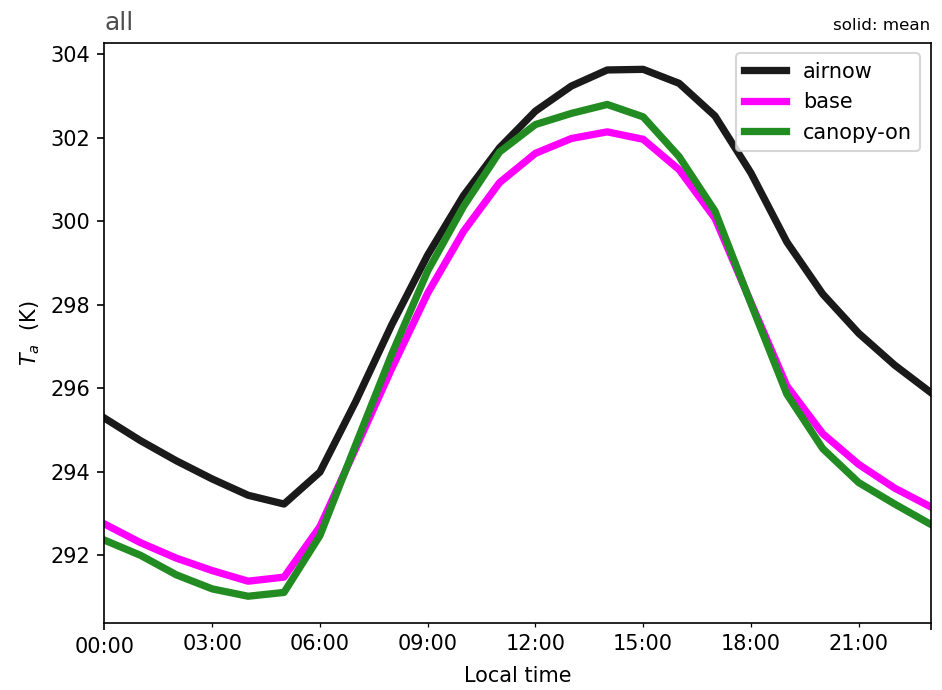 all
solid: mean
304
302
300
298
296
294
292
Tₐ (K)
airnow
base
canopy-on
00:00
03:00
06:00
09:00
12:00
15:00
18:00
21:00
Local time